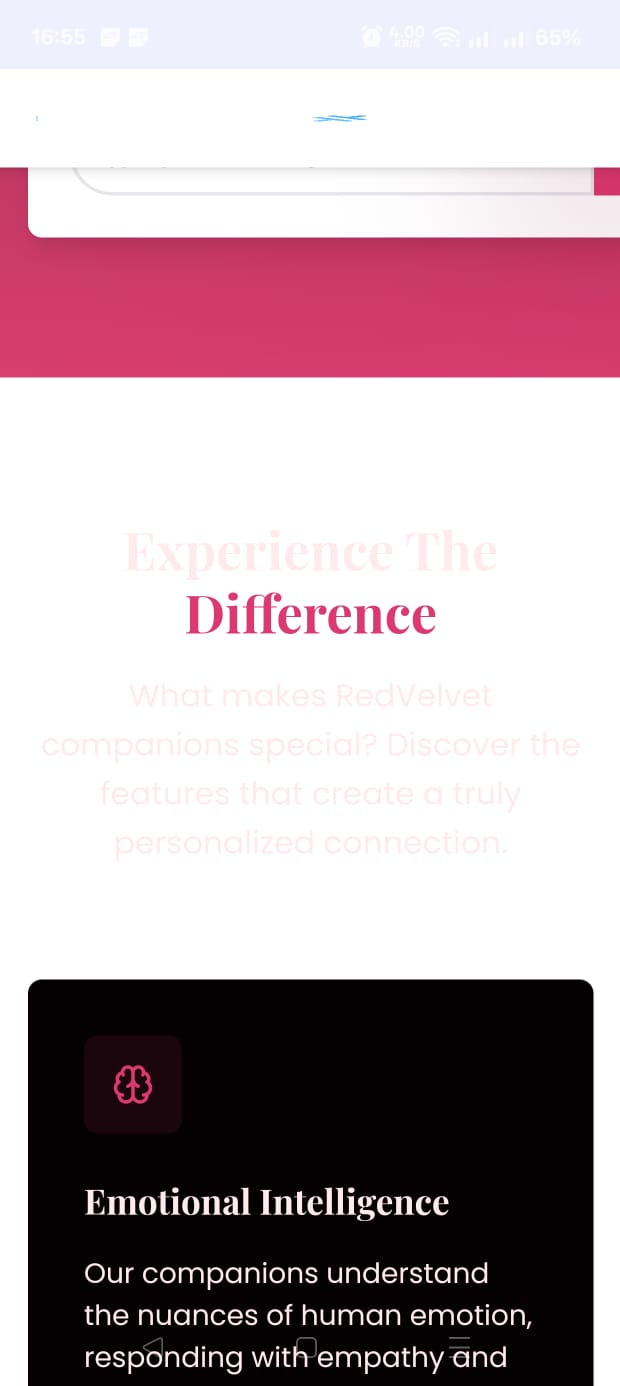 16:55
4.00
KB/S
65%
Experience The
Difference
What makes RedVelvet
companions special? Discover the
features that create a truly
personalized connection.
Emotional Intelligence
Our companions understand
the nuances of human emotion,
responding with empathy and